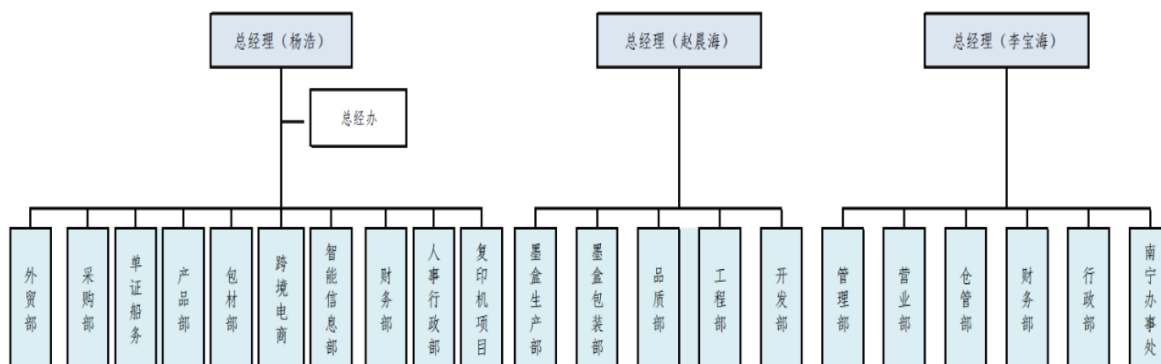 总经理（杨浩）
总经理（赵晨海）
总经理（李宝海）
总经办
外贸部
采购部
单证船务
产品部
包材部
跨境电商
智能信息部
财务部
人事行政部
复印机项目
墨盒生产部
墨盒包装部
品质部
工程部
开发部
管理部
营业部
仓管部
财务部
行政部
南宁办事处